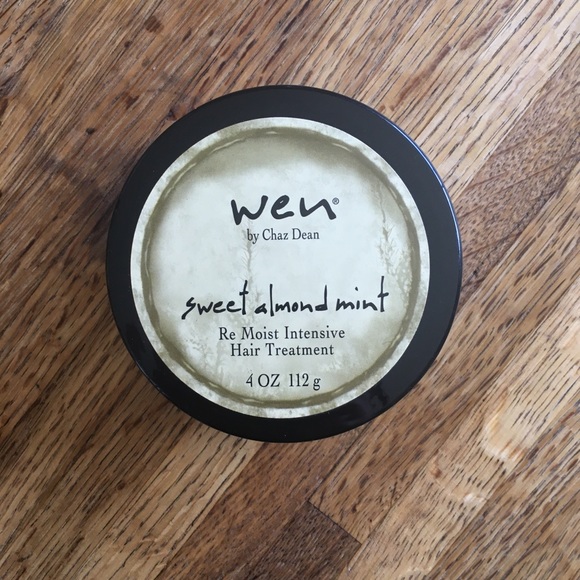 wen®
by Chaz Dean
sweet almond mint
Re Moist Intensive
Hair Treatment
4 OZ 112 g